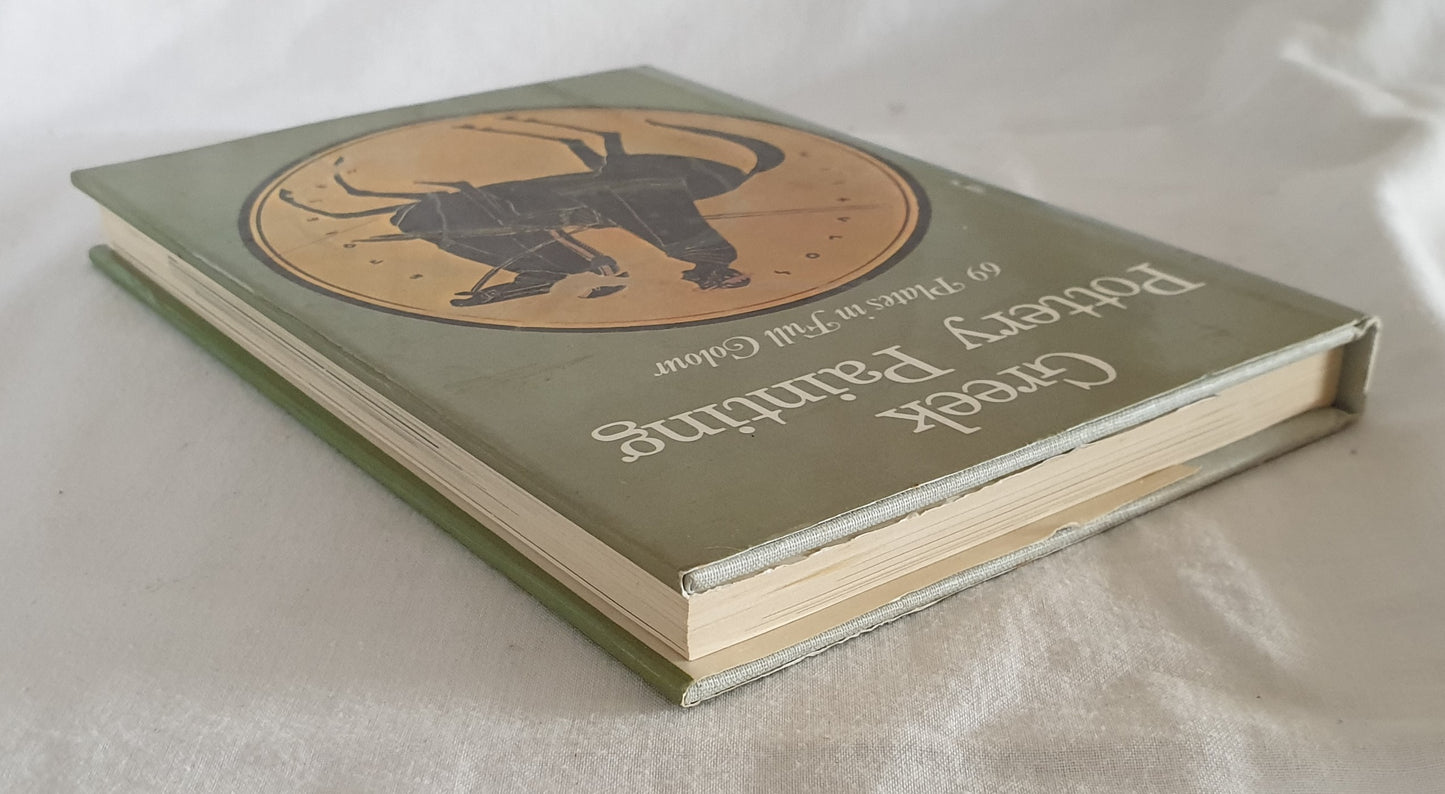 Greek
Pottery Painting
69 Plates in Full Colour